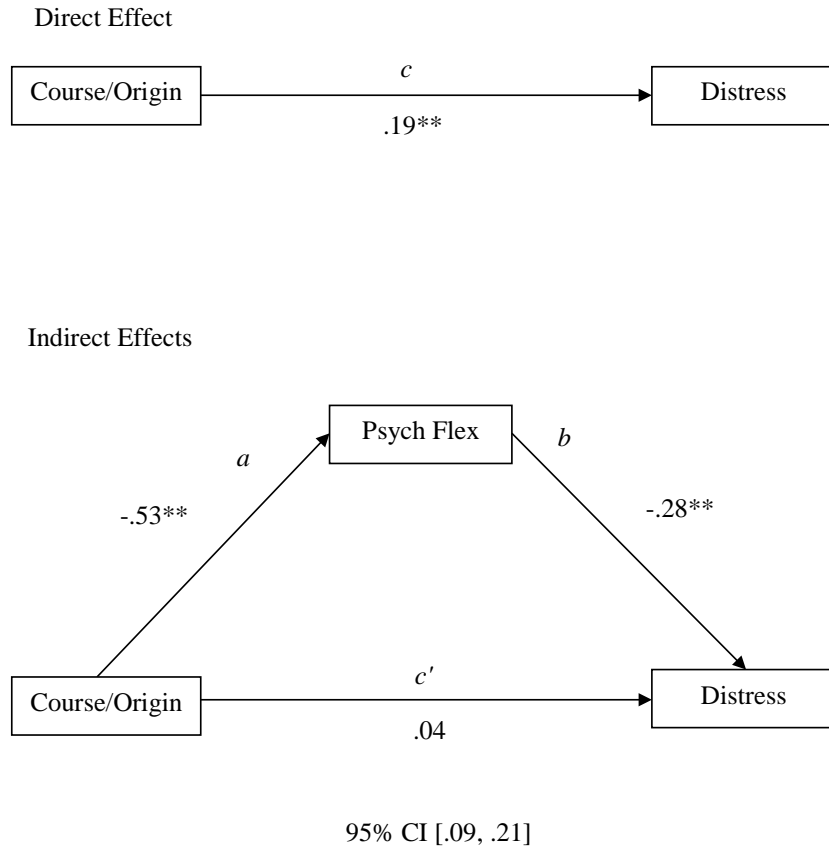 Direct Effect
c
Course/Origin
Distress
.19**
Indirect Effects
Psych Flex
b
a
-.53**
-.28**
c'
Course/Origin
Distress
.04
95% CI [.09, .21]